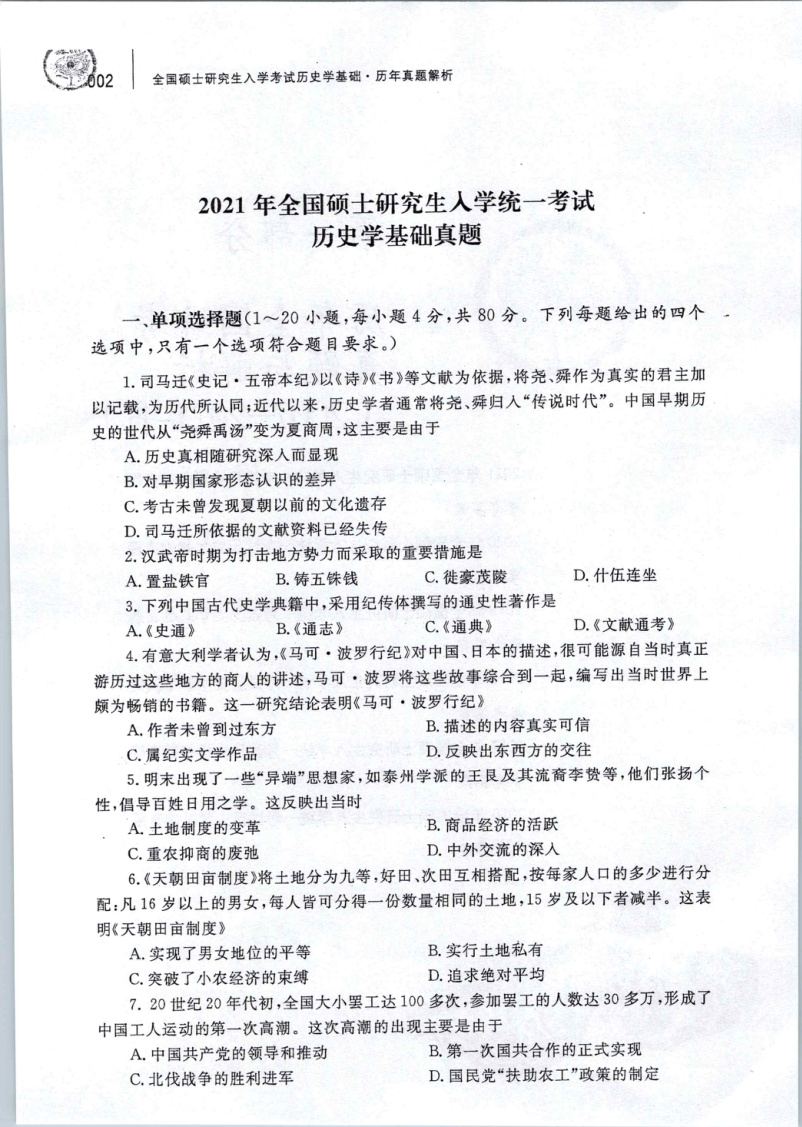 002
全国硕士研究生入学考试历史学基础·历年真题解析
2021年全国硕士研究生入学统一考试
历史学基础真题
一、单项选择题(1～20小题,每小题4分,共80分。下列每题给出的四个
选项中,只有一个选项符合题目要求。)
1.司马迁《史记·五帝本纪》以《诗》《书》等文献为依据,将尧、舜作为真实的君主加
以记载,为历代所认同;近代以来,历史学者通常将尧、舜归入“传说时代”。中国早期历
史的世代从“尧舜禹汤”变为夏商周,这主要是由于
A.历史真相随研究深入而显现
B.对早期国家形态认识的差异
C.考古未曾发现夏朝以前的文化遗存
D.司马迁所依据的文献资料已经失传
2.汉武帝时期为打击地方势力而采取的重要措施是
A.置盐铁官 B.铸五铢钱 C.徙豪茂陵 D.什伍连坐
3.下列中国古代史学典籍中,采用纪传体撰写的通史性著作是
A.《史通》 B.《通志》 C.《通典》 D.《文献通考》
4.有意大利学者认为,《马可·波罗行纪》对中国、日本的描述,很可能源自当时真正
游历过这些地方的商人的讲述,马可·波罗将这些故事综合到一起,编写出当时世界上
颇为畅销的书籍。这一研究结论表明《马可·波罗行纪》
A.作者未曾到过东方 B.描述的内容真实可信
C.属纪实文学作品 D.反映出东西方的交往
5.明末出现了一些“异端”思想家,如泰州学派的王艮及其流裔李贽等,他们张扬个
性,倡导百姓日用之学。这反映出当时
A.土地制度的变革 B.商品经济的活跃
C.重农抑商的废弛 D.中外交流的深入
6.《天朝田亩制度》将土地分为九等,好田、次田互相搭配,按每家人口的多少进行分
配:凡16岁以上的男女,每人皆可分得一份数量相同的土地,15岁及以下者减半。这表
明《天朝田亩制度》
A.实现了男女地位的平等 B.实行土地私有
C.突破了小农经济的束缚 D.追求绝对平均
7. 20世纪20年代初,全国大小罢工达100多次,参加罢工的人数达30多万,形成了
中国工人运动的第一次高潮。这次高潮的出现主要是由于
A.中国共产党的领导和推动 B.第一次国共合作的正式实现
C.北伐战争的胜利进军 D.国民党“扶助农工”政策的制定